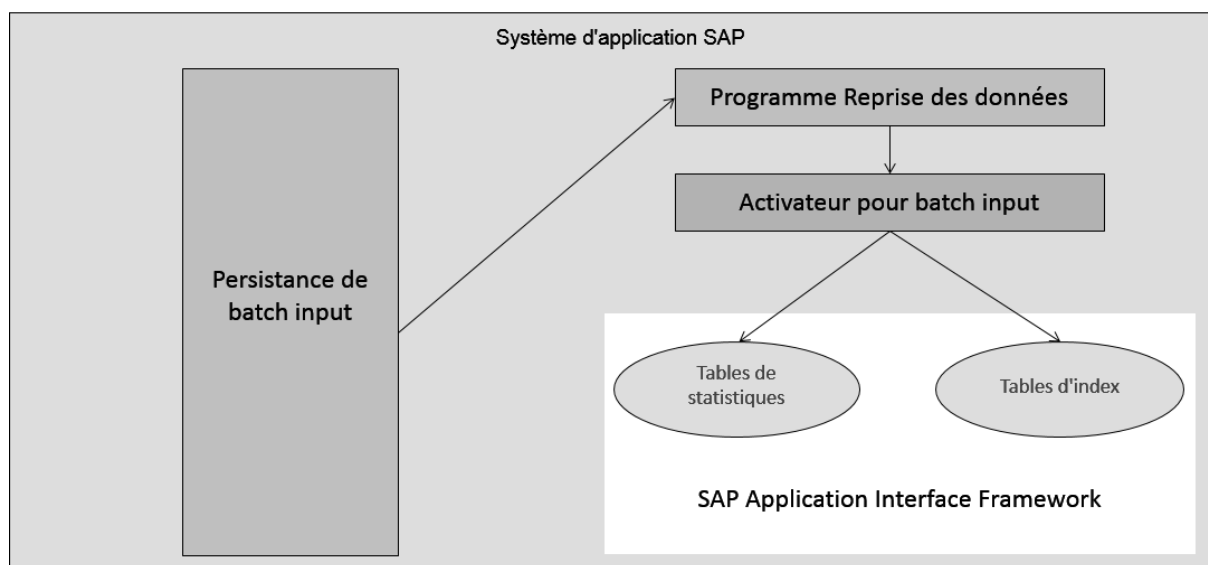 Système d'application SAP
Programme Reprise des données
Activateur pour batch input
Persistance de
batch input
Tables de
statistiques
Tables d'index
SAP Application Interface Framework